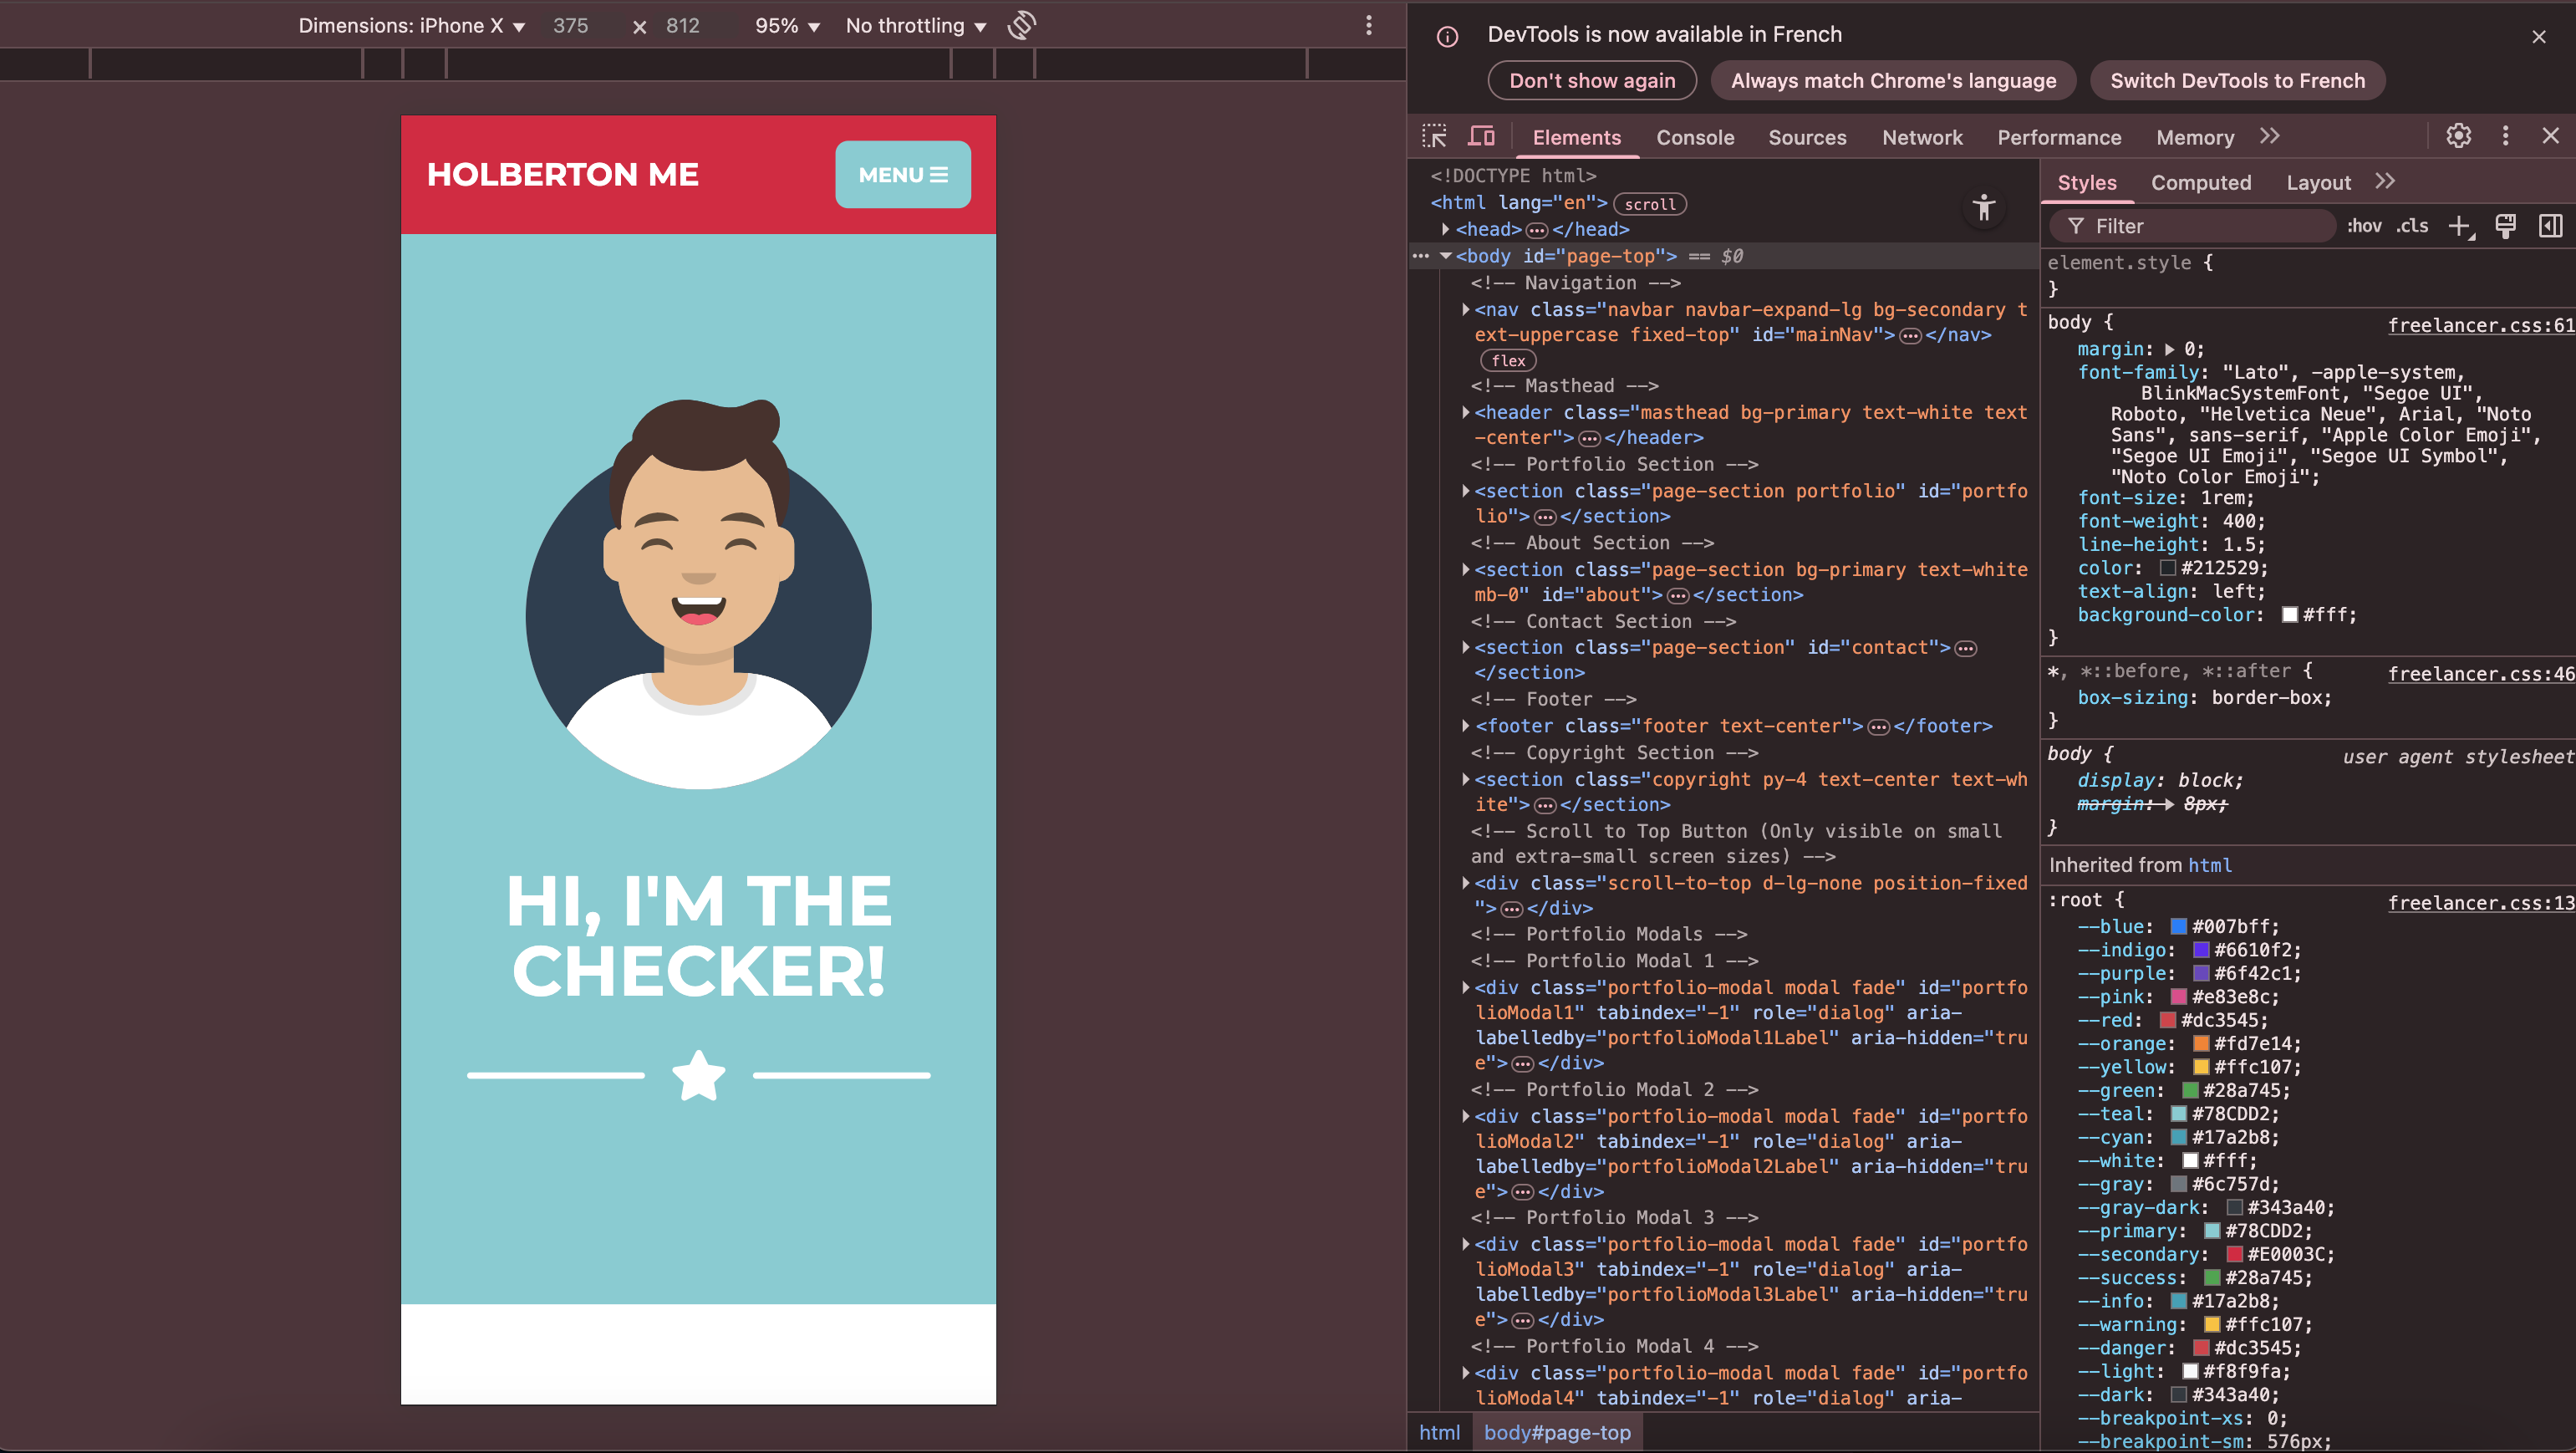 Dimensions: iPhone X ▼ 375 × 812 95% ▼ No throttling ▼
HOLBERTON ME
MENU
HI, I'M THE
CHECKER!
DevTools is now available in French
Don't show again Always match Chrome's language Switch DevTools to French
Elements Console Sources Network Performance Memory
<!DOCTYPE html>
<html lang="en"> scroll
<head>…</head>
<body id="page-top"> == $0
<!-- Navigation -->
<nav class="navbar navbar-expand-lg bg-secondary t
ext-uppercase fixed-top" id="mainNav">…</nav>
flex
<!-- Masthead -->
<header class="masthead bg-primary text-white text
-center">…</header>
<!-- Portfolio Section -->
<section class="page-section portfolio" id="portfo
lio">…</section>
<!-- About Section -->
<section class="page-section bg-primary text-white
mb-0" id="about">…</section>
<!-- Contact Section -->
<section class="page-section" id="contact">…
</section>
<!-- Footer -->
<footer class="footer text-center">…</footer>
<!-- Copyright Section -->
<section class="copyright py-4 text-center text-wh
ite">…</section>
<!-- Scroll to Top Button (Only visible on small
and extra-small screen sizes) -->
<div class="scroll-to-top d-lg-none position-fixed
">…</div>
<!-- Portfolio Modals -->
<!-- Portfolio Modal 1 -->
<div class="portfolio-modal modal fade" id="portfo
lioModal1" tabindex="-1" role="dialog" aria-
labelledby="portfolioModal1Label" aria-hidden="tru
e">…</div>
<!-- Portfolio Modal 2 -->
<div class="portfolio-modal modal fade" id="portfo
lioModal2" tabindex="-1" role="dialog" aria-
labelledby="portfolioModal2Label" aria-hidden="tru
e">…</div>
<!-- Portfolio Modal 3 -->
<div class="portfolio-modal modal fade" id="portfo
lioModal3" tabindex="-1" role="dialog" aria-
labelledby="portfolioModal3Label" aria-hidden="tru
e">…</div>
<!-- Portfolio Modal 4 -->
<div class="portfolio-modal modal fade" id="portfo
lioModal4" tabindex="-1" role="dialog" aria-
html body#page-top
Styles Computed Layout
Filter :hov .cls
element.style {
}
body { freelancer.css:61
margin: 0;
font-family: "Lato", -apple-system,
BlinkMacSystemFont, "Segoe UI",
Roboto, "Helvetica Neue", Arial, "Noto
Sans", sans-serif, "Apple Color Emoji",
"Segoe UI Emoji", "Segoe UI Symbol",
"Noto Color Emoji";
font-size: 1rem;
font-weight: 400;
line-height: 1.5;
color: #212529;
text-align: left;
background-color: #fff;
}
*, *::before, *::after { freelancer.css:46
box-sizing: border-box;
}
body { user agent stylesheet
display: block;
margin: 8px;
}
Inherited from html
:root { freelancer.css:13
--blue: #007bff;
--indigo: #6610f2;
--purple: #6f42c1;
--pink: #e83e8c;
--red: #dc3545;
--orange: #fd7e14;
--yellow: #ffc107;
--green: #28a745;
--teal: #78CDD2;
--cyan: #17a2b8;
--white: #fff;
--gray: #6c757d;
--gray-dark: #343a40;
--primary: #78CDD2;
--secondary: #E0003C;
--success: #28a745;
--info: #17a2b8;
--warning: #ffc107;
--danger: #dc3545;
--light: #f8f9fa;
--dark: #343a40;
--breakpoint-xs: 0;
--breakpoint-sm: 576px;